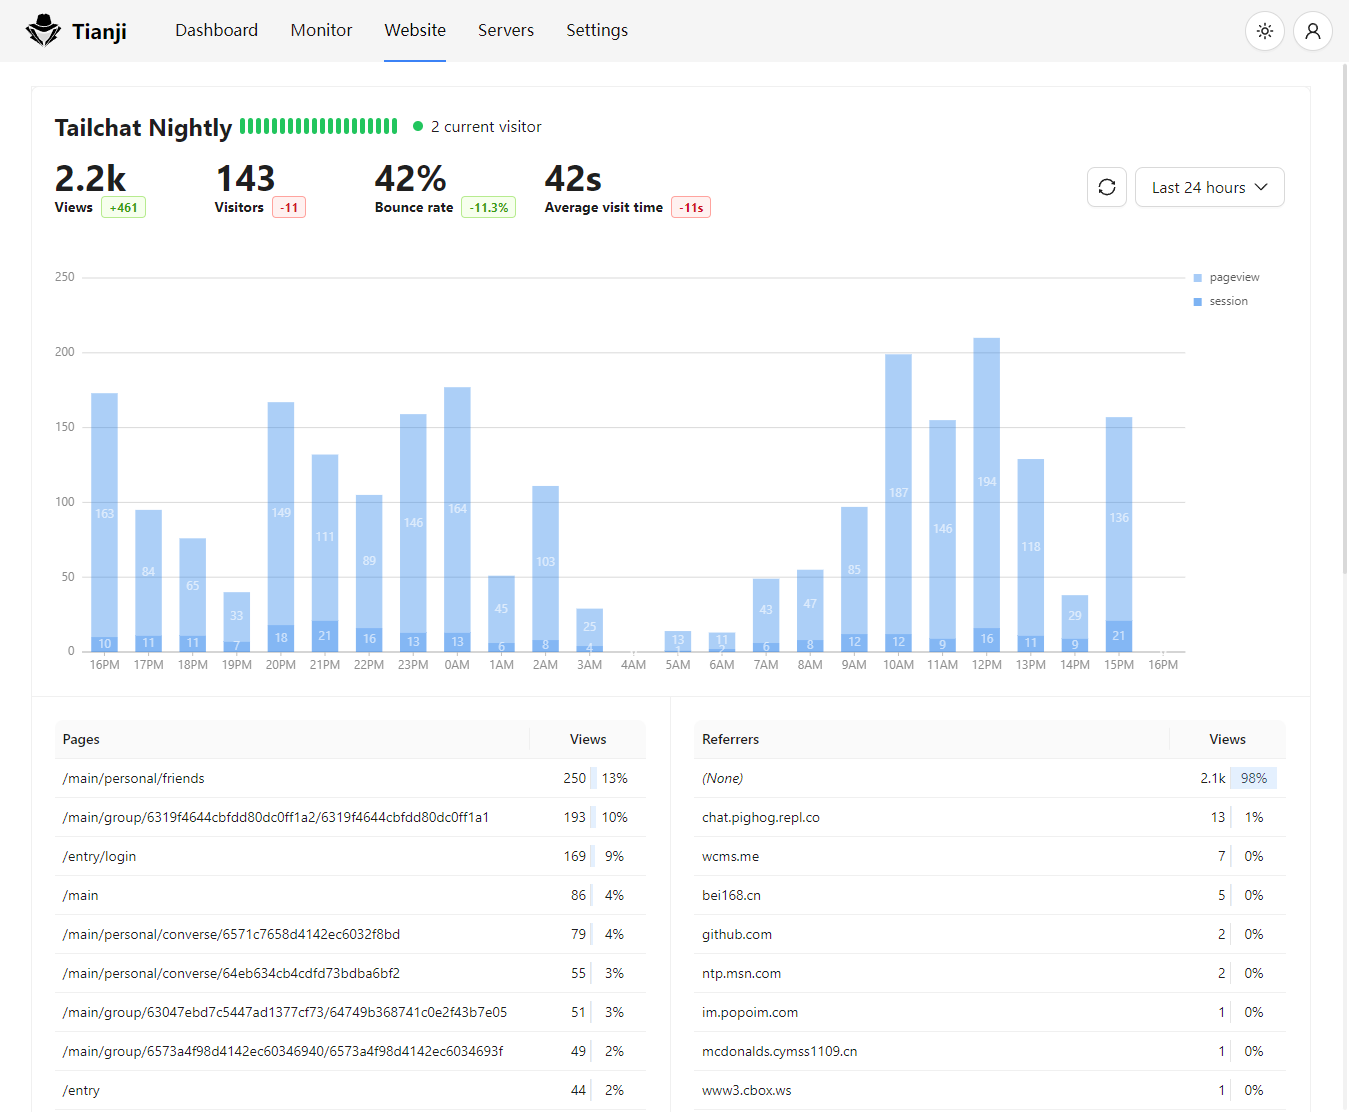 Tianji Dashboard Monitor Website Servers Settings
Tailchat Nightly 2 current visitor
2.2k 143 42% 42s
Views +461 Visitors -11 Bounce rate -11.3% Average visit time -11s
Last 24 hours
250
pageview
session
200
150
100
50
0
163 84 65 33 149 111 89 146 164 45 103 25 13 11 43 47 85 187 146 194 118 29 136
10 11 11 7 18 21 16 13 13 6 8 4 1 2 6 8 12 12 9 16 11 9 21
16PM 17PM 18PM 19PM 20PM 21PM 22PM 23PM 0AM 1AM 2AM 3AM 4AM 5AM 6AM 7AM 8AM 9AM 10AM 11AM 12PM 13PM 14PM 15PM 16PM
Pages Views
/main/personal/friends 250 13%
/main/group/6319f4644cbfdd80dc0ff1a2/6319f4644cbfdd80dc0ff1a1 193 10%
/entry/login 169 9%
/main 86 4%
/main/personal/converse/6571c7658d4142ec6032f8bd 79 4%
/main/personal/converse/64eb634cb4cdfd73bdba6bf2 55 3%
/main/group/63047ebd7c5447ad1377cf73/64749b368741c0e2f43b7e05 51 3%
/main/group/6573a4f98d4142ec60346940/6573a4f98d4142ec6034693f 49 2%
/entry 44 2%
Referrers Views
(None) 2.1k 98%
chat.pighog.repl.co 13 1%
wcms.me 7 0%
bei168.cn 5 0%
github.com 2 0%
ntp.msn.com 2 0%
im.popoim.com 1 0%
mcdonalds.cymss1109.cn 1 0%
www3.cbox.ws 1 0%